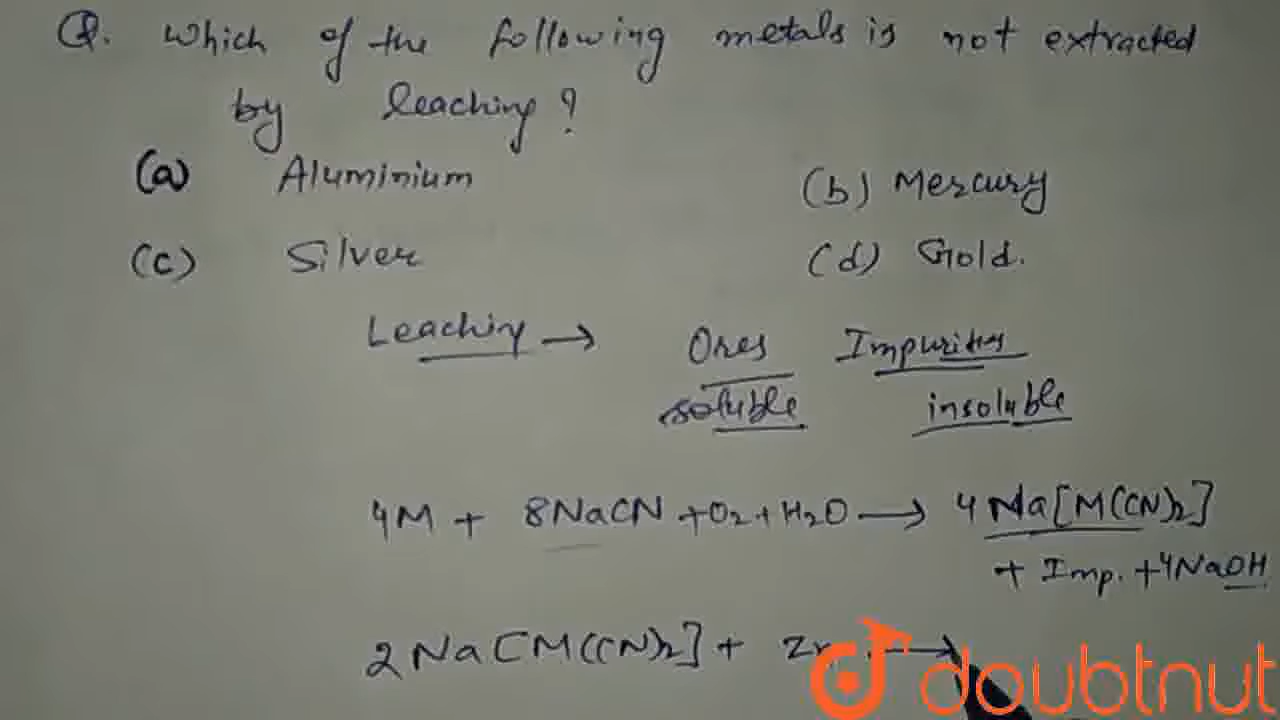 Q. Which of the following metals is not extracted
by leaching?
(a) Aluminium (b) Mercury
(c) Silver (d) Gold.
Leaching → Ores Impurities
soluble insoluble
4M + 8NaCN + O2 + H2O → 4Na[M(CN)2]
+ Imp. + 4NaOH
2Na[M(CN)2] + Zn →
doubtnut